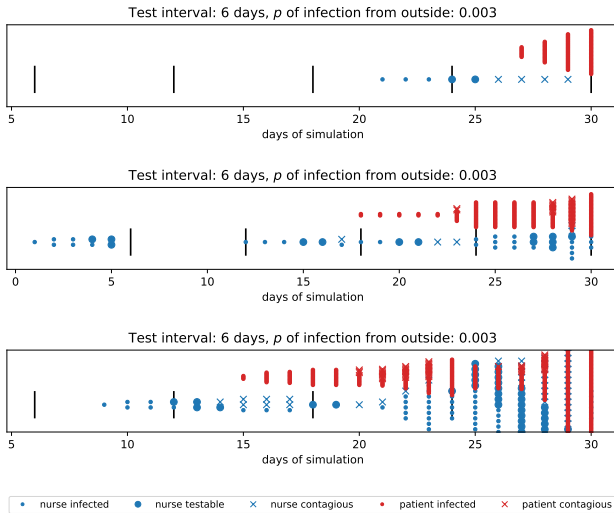 Test interval: 6 days, p of infection from outside: 0.003
5 10 15 20 25 30
days of simulation
Test interval: 6 days, p of infection from outside: 0.003
0 5 10 15 20 25 30
days of simulation
Test interval: 6 days, p of infection from outside: 0.003
5 10 15 20 25 30
days of simulation
nurse infected nurse testable nurse contagious patient infected patient contagious